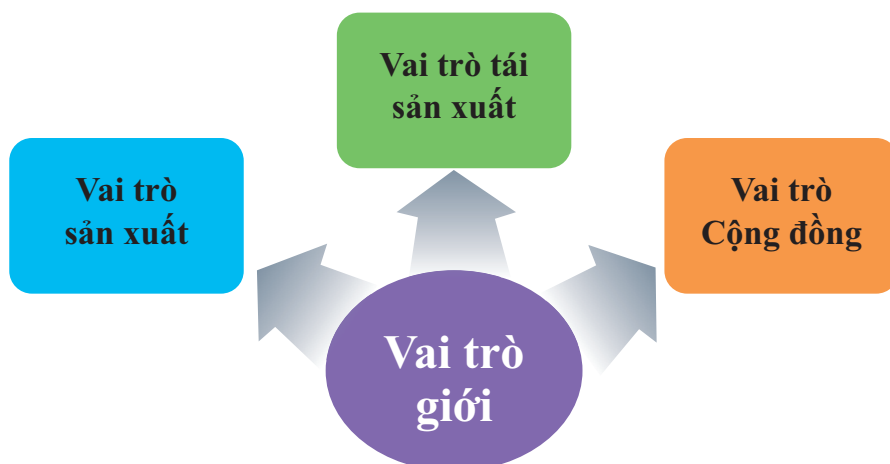 Vai trò tái
sản xuất
Vai trò
sản xuất
Vai trò
Cộng đồng
Vai trò
giới